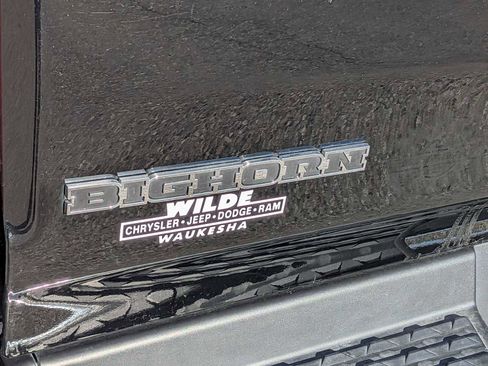 BIGHORN
WILDE
CHRYSLER • JEEP • DODGE • RAM
WAUKESHA